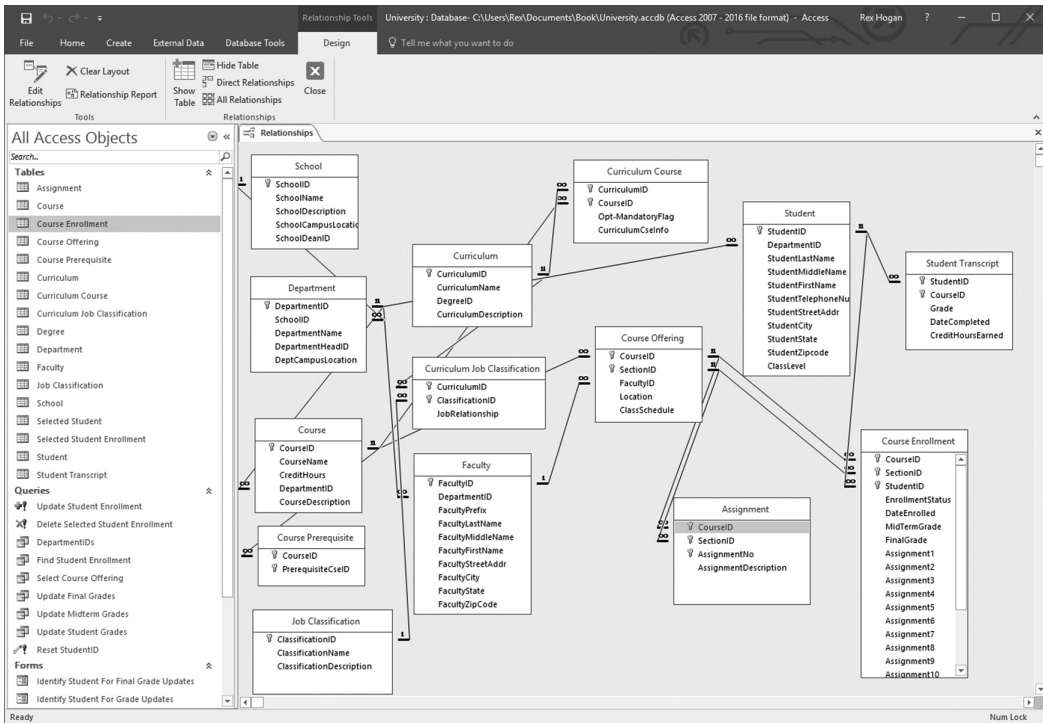 Relationship Tools
University : Database- C:\Users\Rex\Documents\Book\University.accdb (Access 2007 - 2016 file format) - Access
Rex Hogan
?
File
Home
Create
External Data
Database Tools
Design
Tell me what you want to do
Edit Relationships
Clear Layout
Relationship Report
Tools
Show Table
Hide Table
Direct Relationships
All Relationships
Relationships
Close
All Access Objects
Search...
Tables
Assignment
Course
Course Enrollment
Course Offering
Course Prerequisite
Curriculum
Curriculum Course
Curriculum Job Classification
Degree
Department
Faculty
Job Classification
School
Selected Student
Selected Student Enrollment
Student
Student Transcript
Queries
Update Student Enrollment
Delete Selected Student Enrollment
DepartmentIDs
Find Student Enrollment
Select Course Offering
Update Final Grades
Update Midterm Grades
Update Student Grades
Reset StudentID
Forms
Identify Student For Final Grade Updates
Identify Student For Grade Updates
Relationships
School
SchoolID
SchoolName
SchoolDescription
SchoolCampusLocatic
SchoolDeanID
Department
DepartmentID
SchoolID
DepartmentName
DepartmentHeadID
DeptCampusLocation
Course
CourseID
CourseName
CreditHours
DepartmentID
CourseDescription
Course Prerequisite
CourseID
PrerequisiteCseID
Job Classification
ClassificationID
ClassificationName
ClassificationDescription
Curriculum
CurriculumID
CurriculumName
DegreeID
CurriculumDescription
Curriculum Job Classification
CurriculumID
ClassificationID
JobRelationship
Faculty
FacultyID
DepartmentID
FacultyPrefix
FacultyLastName
FacultyMiddleName
FacultyFirstName
FacultyStreetAddr
FacultyCity
FacultyState
FacultyZipCode
Curriculum Course
CurriculumID
CourseID
Opt-MandatoryFlag
CurriculumCseInfo
Course Offering
CourseID
SectionID
FacultyID
Location
ClassSchedule
Assignment
CourseID
SectionID
AssignmentNo
AssignmentDescription
Student
StudentID
DepartmentID
StudentLastName
StudentMiddleName
StudentFirstName
StudentTelephoneNu
StudentStreetAddr
StudentCity
StudentState
StudentZipcode
ClassLevel
Student Transcript
StudentID
CourseID
Grade
DateCompleted
CreditHoursEarned
Course Enrollment
CourseID
SectionID
StudentID
EnrollmentStatus
DateEnrolled
MidTermGrade
FinalGrade
Assignment1
Assignment2
Assignment3
Assignment4
Assignment5
Assignment6
Assignment7
Assignment8
Assignment9
Assignment10
Ready
Num Lock